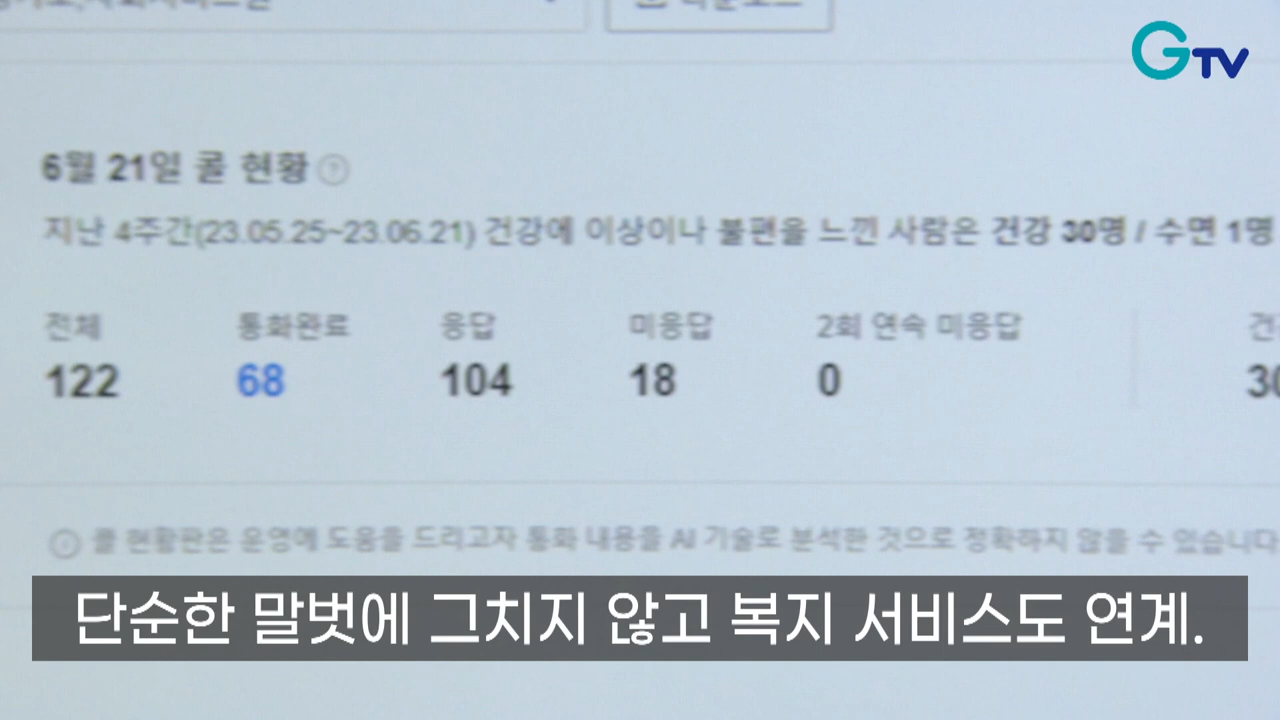 GTV
6월 21일 콜 현황
지난 4주간(23.05.25~23.06.21) 건강에 이상이나 불편을 느낀 사람은 건강 30명 / 수면 1명
전체 통화완료 응답 미응답 2회 연속 미응답
122 68 104 18 0 30
콜 현황판은 운영에 도움을 드리고자 통화 내용을 AI 기술로 분석한 것으로 정확하지 않을 수 있습니다
단순한 말벗에 그치지 않고 복지 서비스도 연계.